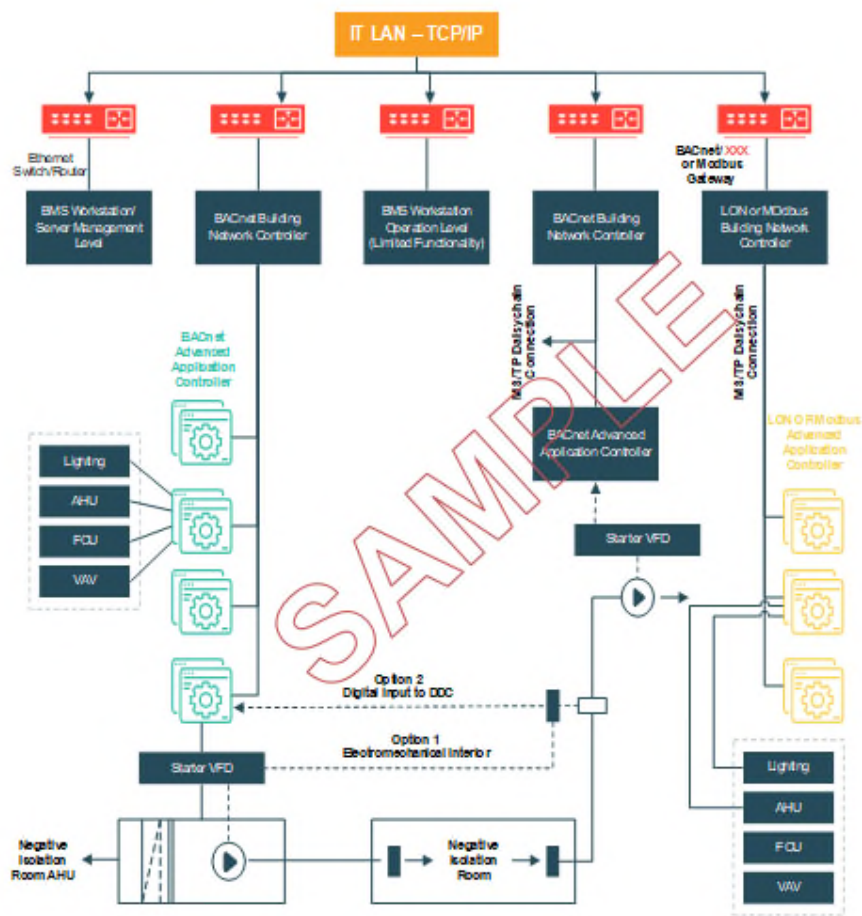 IT LAN – TCP/IP
Ethernet
Switch/Router
BACnet/XXX
or Modbus
Gateway
BMS Workstation/
Server Management
Level
BACnet Building
Network Controller
BMS Workstation
Operation Level
(Limited Functionality)
BACnet Building
Network Controller
LON or MOdbus
Building Network
Controller
MS/TP Daisychain
Connection
MS/TP Daisychain
Connection
BACnet
Advanced
Application
Controller
BACnet Advanced
Application Controller
LON OR Modbus
Advanced
Application
Controller
Lighting
AHU
FCU
VAV
Starter VFD
SAMPLE
Option 2
Digital Input to DDC
Option 1
Electromechanical Interior
Starter VFD
Negative
Isolation
Room AHU
Negative
Isolation
Room
Lighting
AHU
FCU
VAV